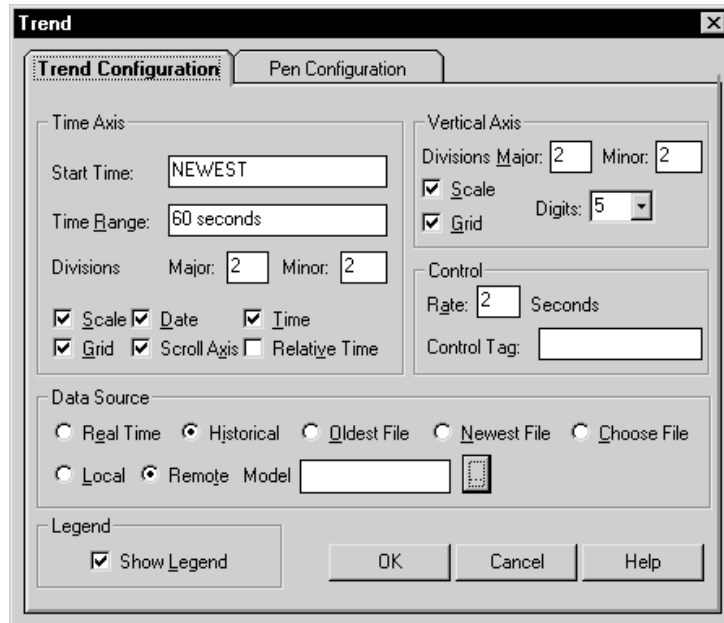 Trend
Trend Configuration Pen Configuration
Time Axis
Start Time: NEWEST
Time Range: 60 seconds
Divisions Major: 2 Minor: 2
Scale Date Time
Grid Scroll Axis Relative Time
Vertical Axis
Divisions Major: 2 Minor: 2
Scale
Grid
Digits: 5
Control
Rate: 2 Seconds
Control Tag:
Data Source
Real Time Historical Oldest File Newest File Choose File
Local Remote Model ...
Legend
Show Legend
OK Cancel Help